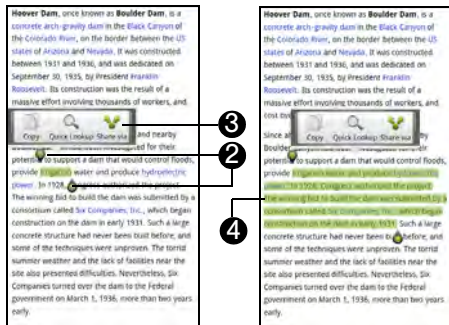 Hoover Dam, once known as Boulder Dam, is a
concrete arch-gravity dam in the Black Canyon of
the Colorado River, on the border between the US
states of Arizona and Nevada. It was constructed
between 1931 and 1936, and was dedicated on
September 30, 1935, by President Franklin
Roosevelt. Its construction was the result of a
massive effort involving thousands of workers, and
Copy Quick Lookup Share via
and nearby
for their
potential to support a dam that would control floods,
provide irrigation water and produce hydroelectric
power. In 1928, authorized the project.
The winning bid to build the dam was submitted by a
consortium called Six Companies, Inc., which began
construction on the dam in early 1931. Such a large
concrete structure had never been built before, and
some of the techniques were unproven. The torrid
summer weather and the lack of facilities near the
site also presented difficulties. Nevertheless, Six
Companies turned over the dam to the Federal
government on March 1, 1936, more than two years
early.
3
2
4
Hoover Dam, once known as Boulder Dam, is a
concrete arch-gravity dam in the Black Canyon of
the Colorado River, on the border between the US
states of Arizona and Nevada. It was constructed
between 1931 and 1936, and was dedicated on
September 30, 1935, by President Franklin
Roosevelt. Its construction was the result of a
massive effort involving thousands of workers, and
cost
Since
Copy Quick Lookup Share via
potential to support a dam that would control floods,
provide irrigation water and produce hydroelectric
power. In 1928, Congress authorized the project.
The winning bid to build the dam was submitted by a
consortium called Six Companies, Inc., which began
construction on the dam in early 1931. Such a large
concrete structure had never been before, and
some of the techniques were unproven. The torrid
summer weather and the lack of facilities near the
site also presented difficulties. Nevertheless, Six
Companies turned over the dam to the Federal
government on March 1, 1936, more than two years
early.